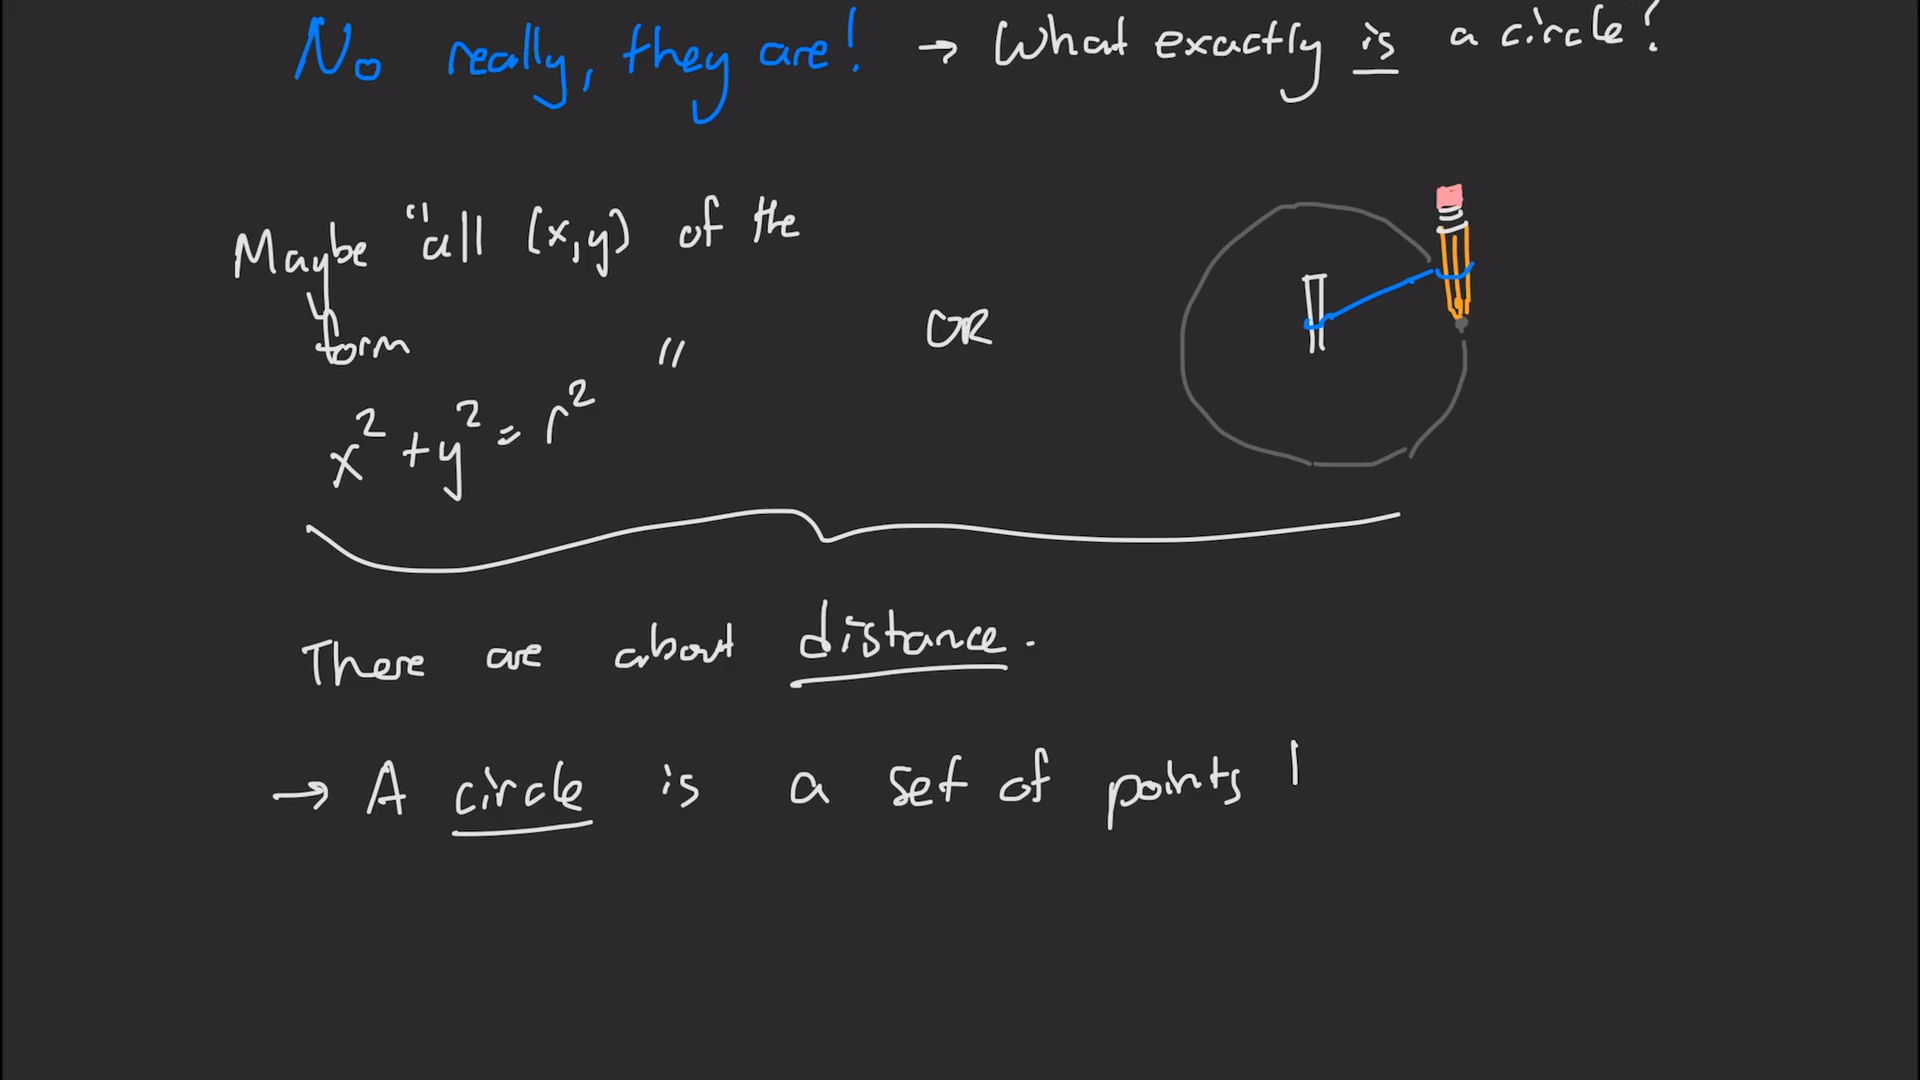 No really, they are! → What exactly is a circle?
Maybe "all (x,y) of the
form
x² + y² = r² "
OR
There are about distance.
→ A circle is a set of points